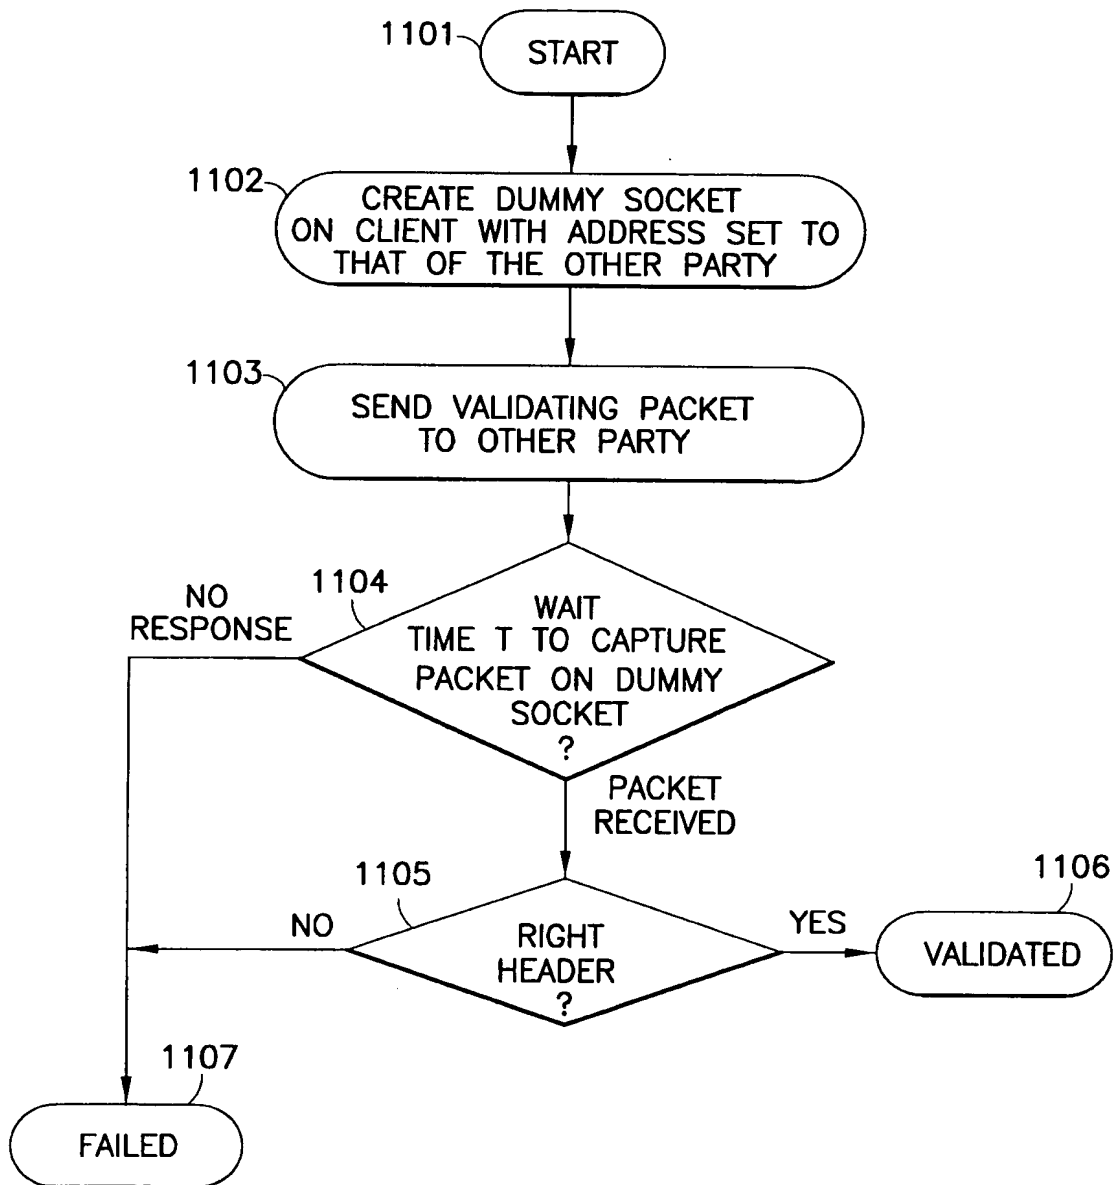 1101
START
1102
CREATE DUMMY SOCKET
ON CLIENT WITH ADDRESS SET TO
THAT OF THE OTHER PARTY
1103
SEND VALIDATING PACKET
TO OTHER PARTY
1104
NO
RESPONSE
WAIT
TIME T TO CAPTURE
PACKET ON DUMMY
SOCKET
?
PACKET
RECEIVED
1105
NO
RIGHT
HEADER
?
YES
1106
VALIDATED
1107
FAILED